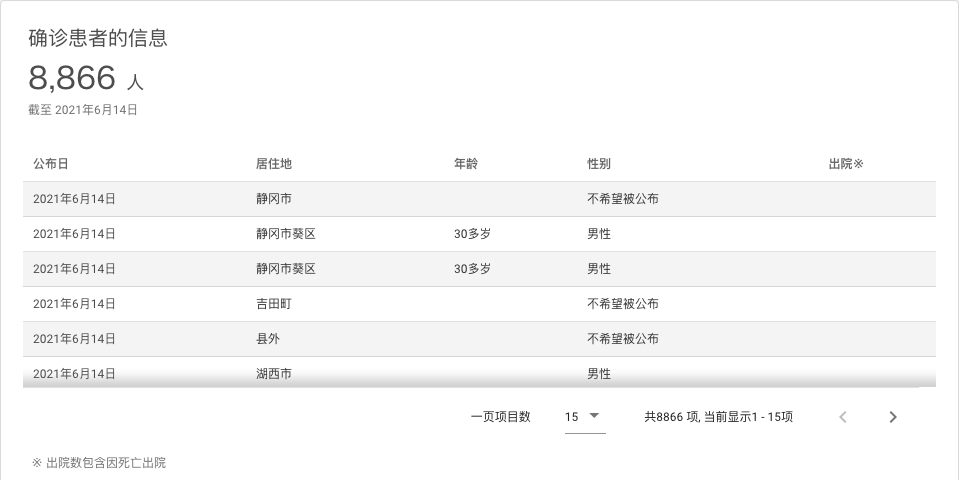 确诊患者的信息
8,866 人
截至 2021年6月14日
公布日 居住地 年龄 性别 出院※
2021年6月14日 静冈市 不希望被公布
2021年6月14日 静冈市葵区 30多岁 男性
2021年6月14日 静冈市葵区 30多岁 男性
2021年6月14日 吉田町 不希望被公布
2021年6月14日 县外 不希望被公布
2021年6月14日 湖西市 男性
一页项目数 15 共8866 项, 当前显示1 - 15项
※ 出院数包含因死亡出院